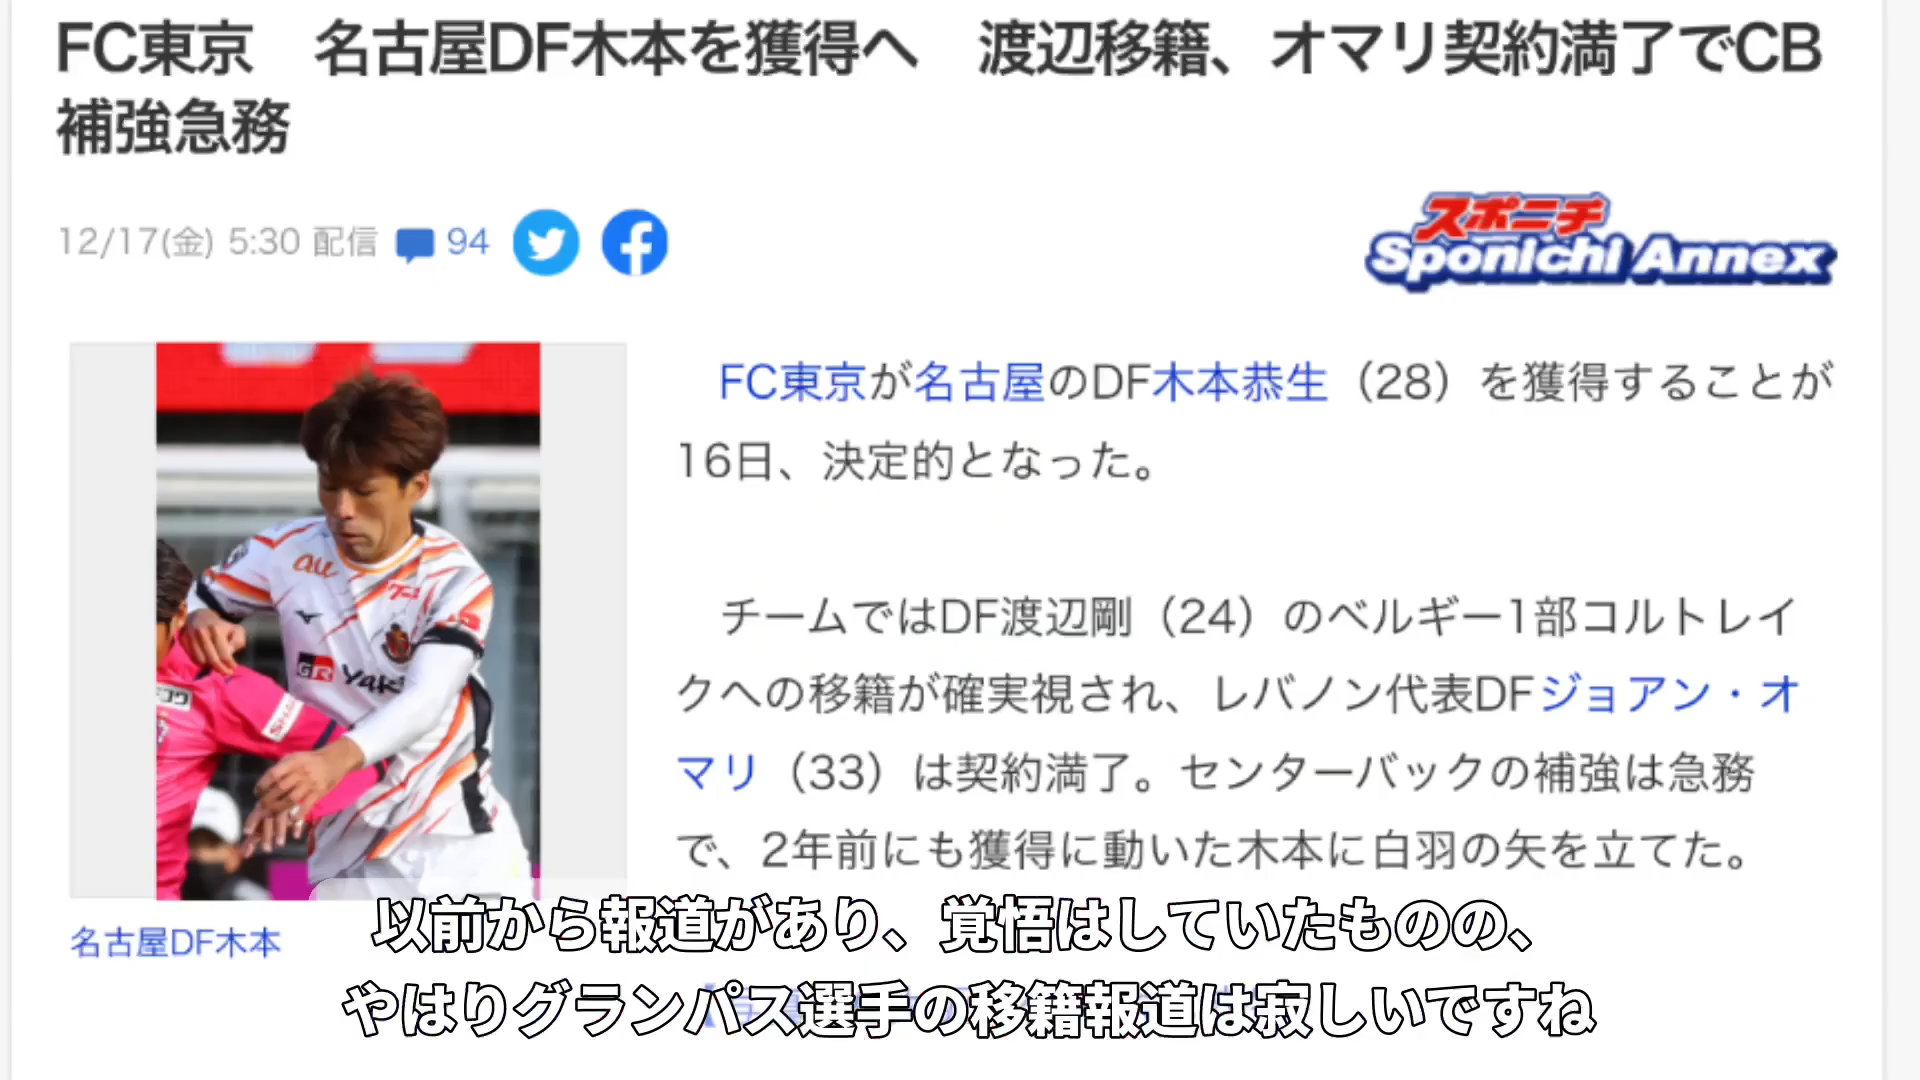 FC東京　名古屋DF木本を獲得へ　渡辺移籍、オマリ契約満了でCB
補強急務
12/17(金) 5:30 配信 94
スポニチ
Sponichi Annex
FC東京が名古屋のDF木本恭生（28）を獲得することが
16日、決定的となった。
チームではDF渡辺剛（24）のベルギー1部コルトレイ
クへの移籍が確実視され、レバノン代表DFジョアン・オ
マリ（33）は契約満了。センターバックの補強は急務
で、2年前にも獲得に動いた木本に白羽の矢を立てた。
au
GR
名古屋DF木本
以前から報道があり、覚悟はしていたものの、
やはりグランパス選手の移籍報道は寂しいですね